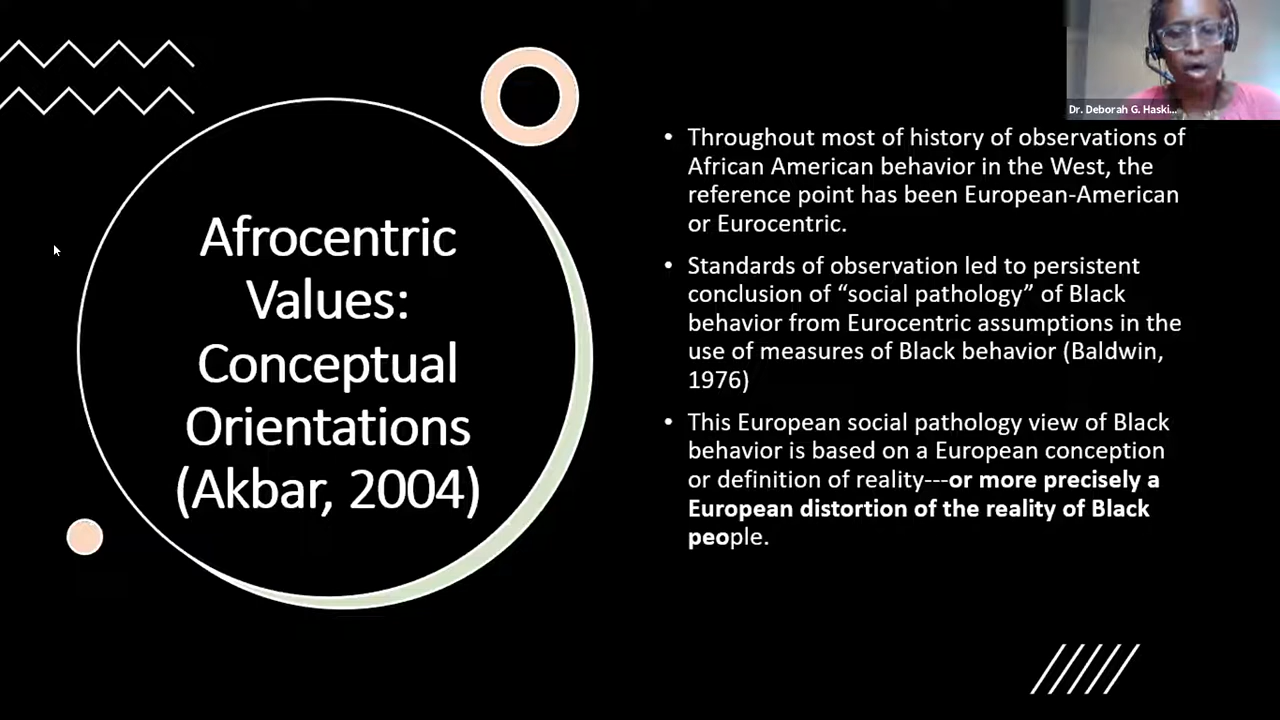 Afrocentric
Values:
Conceptual
Orientations
(Akbar, 2004)
• Throughout most of history of observations of
African American behavior in the West, the
reference point has been European-American
or Eurocentric.
• Standards of observation led to persistent
conclusion of “social pathology” of Black
behavior from Eurocentric assumptions in the
use of measures of Black behavior (Baldwin,
1976)
• This European social pathology view of Black
behavior is based on a European conception
or definition of reality---or more precisely a
European distortion of the reality of Black
people.
Dr. Deborah G. Haski...